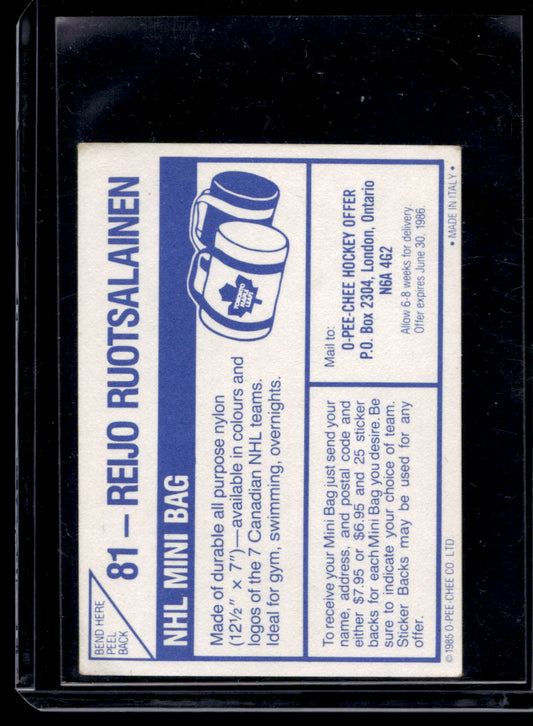 BEND HERE
PEEL
BACK
81 – REIJO RUOTSALAINEN
NHL MINI BAG
Made of durable all purpose nylon
(12½" × 7")—available in colours and
logos of the 7 Canadian NHL teams.
Ideal for gym, swimming, overnights.
TORONTO
MAPLE
LEAFS
To receive your Mini Bag just send your
name, address, and postal code and
either $7.95 or $6.95 and 25 sticker
backs for each Mini Bag you desire. Be
sure to indicate your choice of team.
Sticker Backs may be used for any
offer.
Mail to:
O-PEE-CHEE HOCKEY OFFER
P.O. Box 2304, London, Ontario
N6A 4G2
Allow 6-8 weeks for delivery.
Offer expires June 30, 1986.
© 1985 O-PEE-CHEE CO. LTD
• MADE IN ITALY •